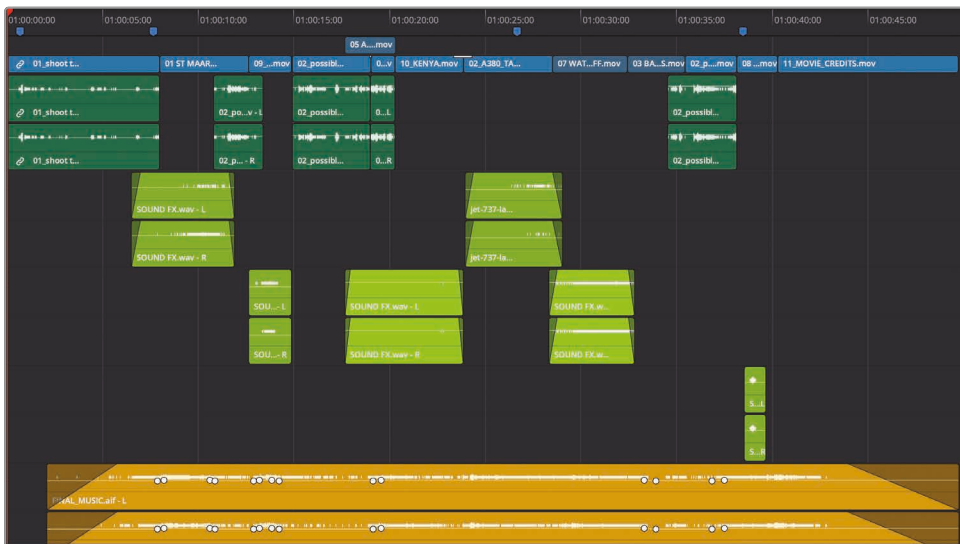 01:00:00:00 01:00:05:00 01:00:10:00 01:00:15:00 01:00:20:00 01:00:25:00 01:00:30:00 01:00:35:00 01:00:40:00 01:00:45:00
05 A....mov
01_shoot t... 01 ST MAAR... 09_...mov 02_possibl... 0...v 10_KENYA.mov 02_A380_TA... 07 WAT...FF.mov 03 BA...S.mov 02_p....mov 08 ...mov 11_MOVIE_CREDITS.mov
01_shoot t... 02_po...v - L 02_possibl... 0...L 02_possibl...
01_shoot t... 02_p... - R 02_possibl... 0...R 02_possibl...
SOUND FX.wav - L jet-737-la...
SOUND FX.wav - R jet-737-la...
SOU...- L SOUND FX.wav - L SOUND FX.w...
SOU...- R SOUND FX.wav - R SOUND FX.w...
S...L
S...R
FINAL_MUSIC.aif - L